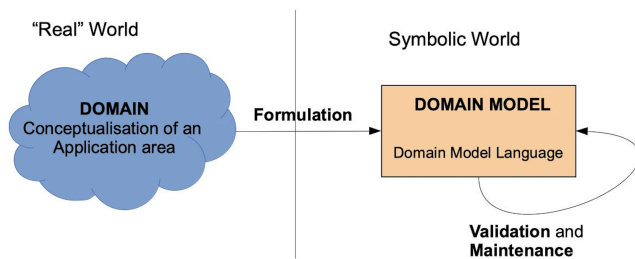 “Real” World
Symbolic World
DOMAIN
Conceptualisation of an
Application area
Formulation
DOMAIN MODEL
Domain Model Language
Validation and
Maintenance